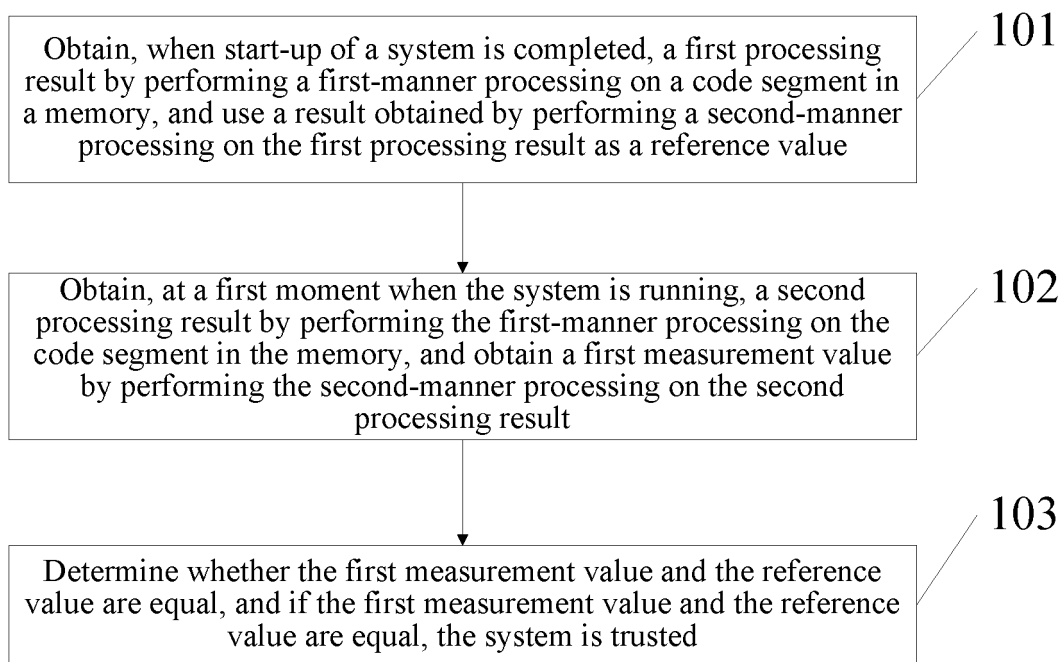 101
Obtain, when start-up of a system is completed, a first processing
result by performing a first-manner processing on a code segment in
a memory, and use a result obtained by performing a second-manner
processing on the first processing result as a reference value
102
Obtain, at a first moment when the system is running, a second
processing result by performing the first-manner processing on the
code segment in the memory, and obtain a first measurement value
by performing the second-manner processing on the second
processing result
103
Determine whether the first measurement value and the reference
value are equal, and if the first measurement value and the reference
value are equal, the system is trusted